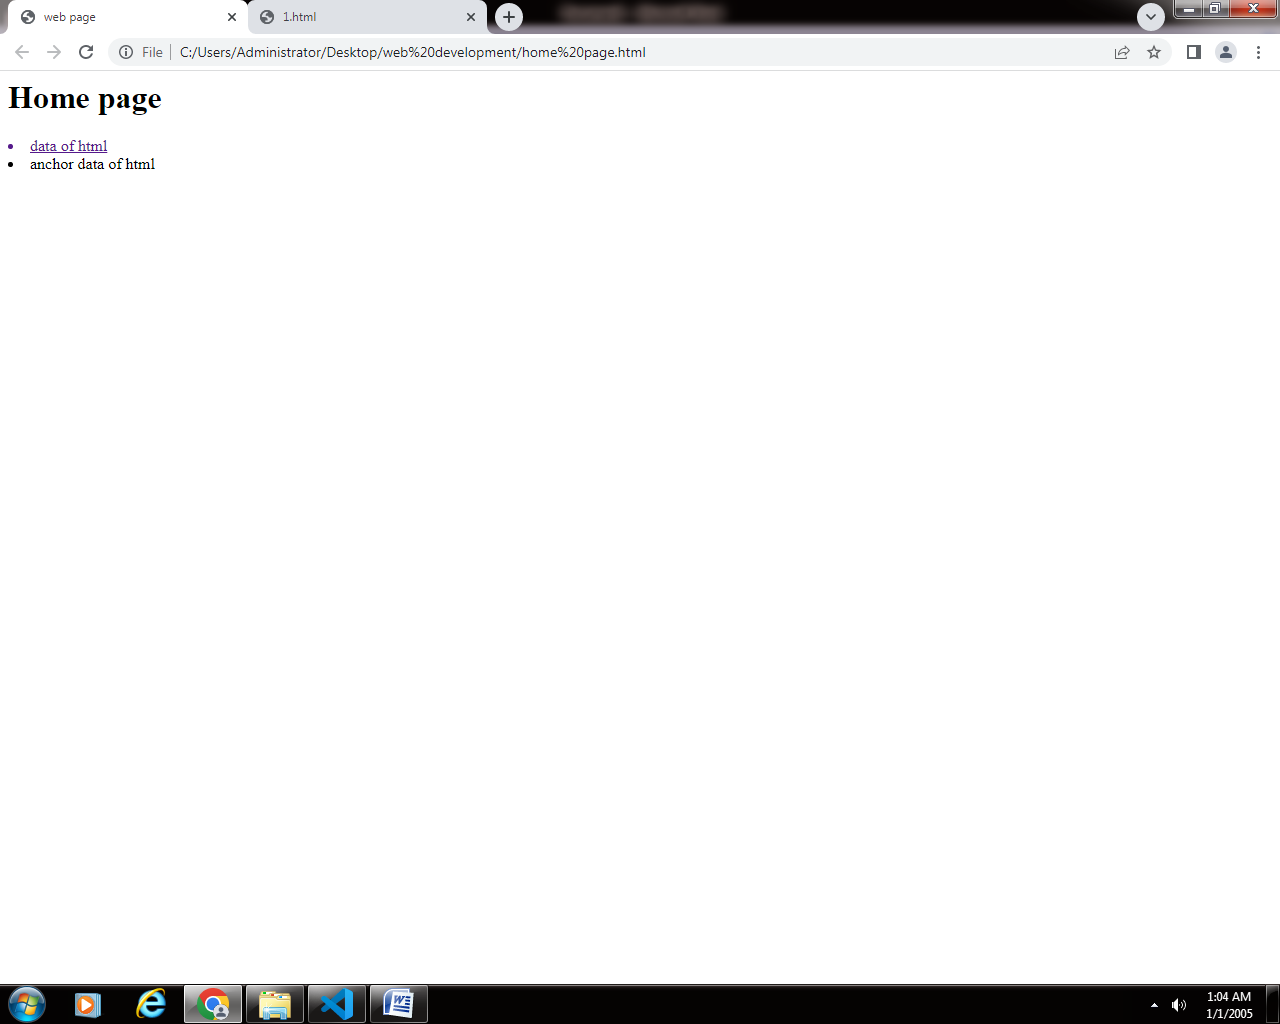 web page
1.html
File
C:/Users/Administrator/Desktop/web%20development/home%20page.html
Home page
data of html
anchor data of html
1:04 AM
1/1/2005